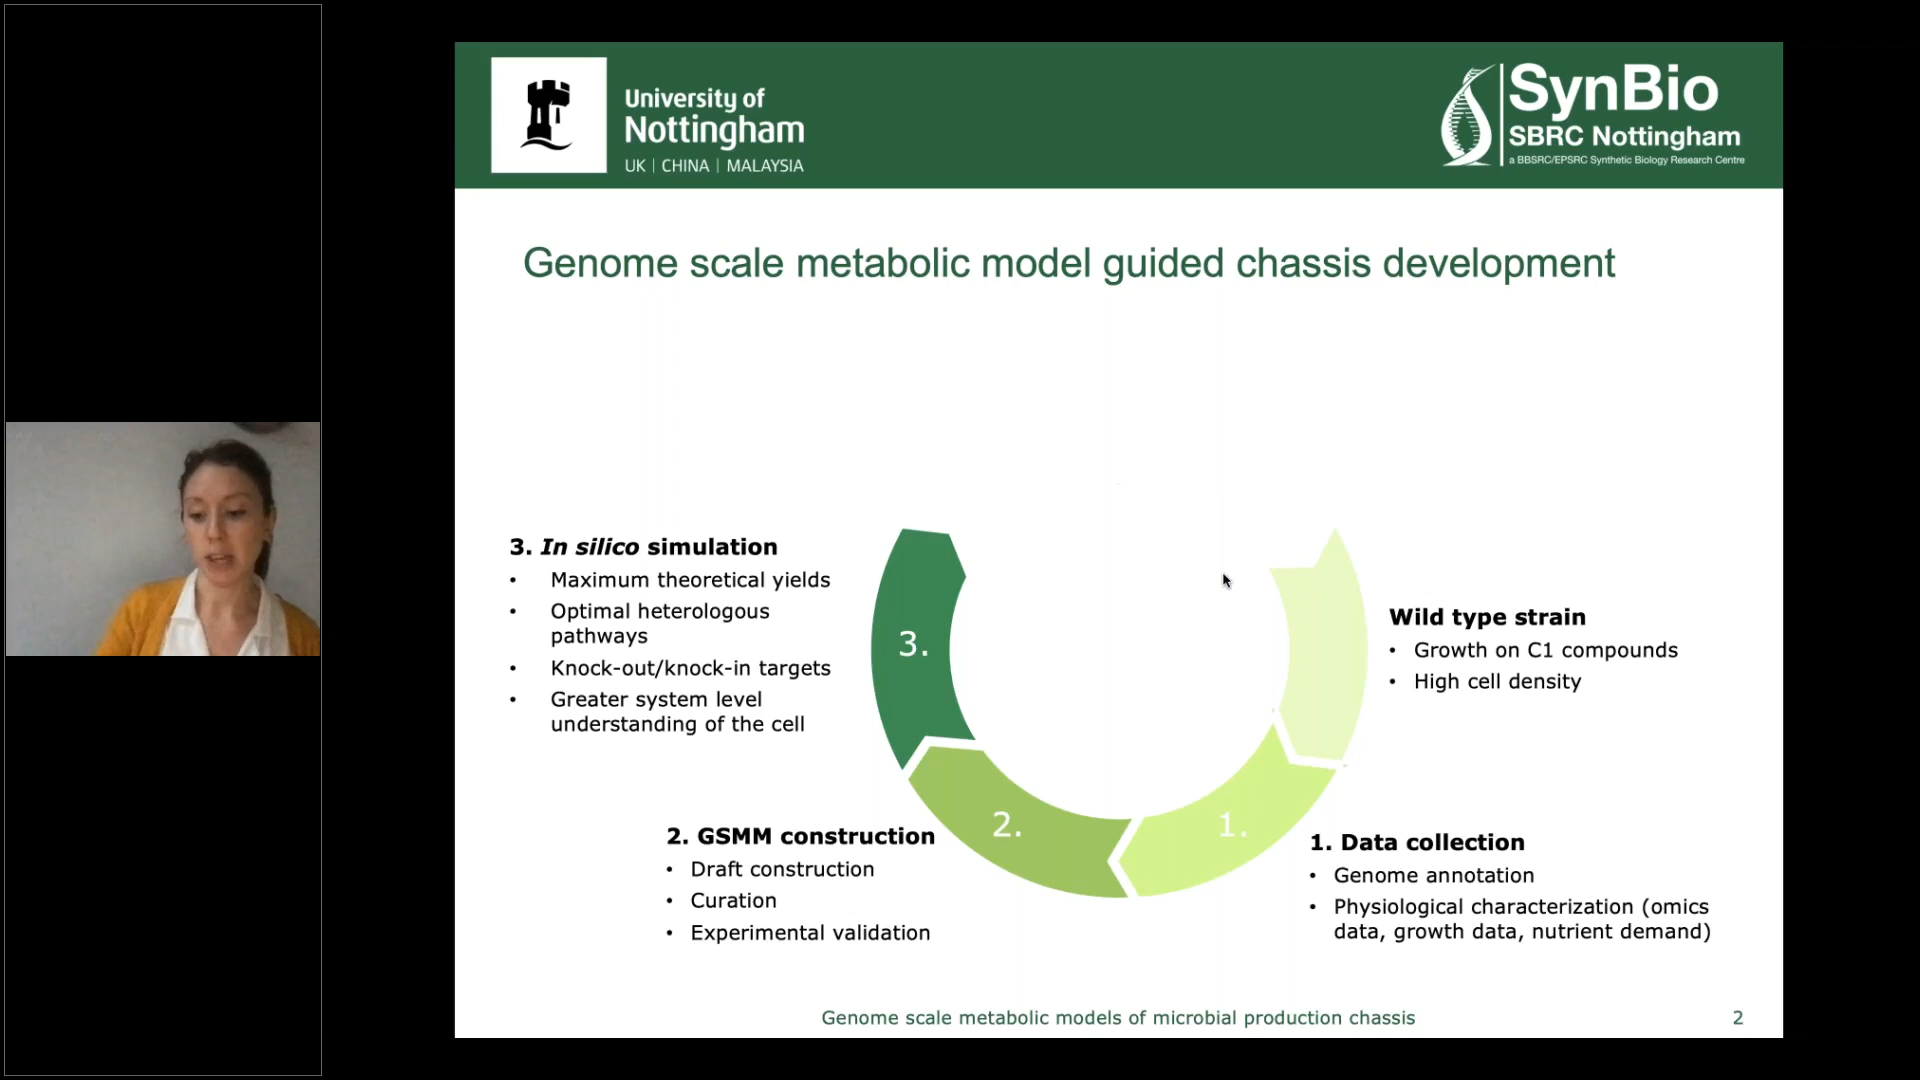 University of
Nottingham
UK | CHINA | MALAYSIA
SynBio
SBRC Nottingham
a BBSRC/EPSRC Synthetic Biology Research Centre
Genome scale metabolic model guided chassis development
3. In silico simulation
• Maximum theoretical yields
• Optimal heterologous
pathways
• Knock-out/knock-in targets
• Greater system level
understanding of the cell
3.
Wild type strain
• Growth on C1 compounds
• High cell density
2. GSMM construction
• Draft construction
• Curation
• Experimental validation
2.
1.
1. Data collection
• Genome annotation
• Physiological characterization (omics
data, growth data, nutrient demand)
Genome scale metabolic models of microbial production chassis
2